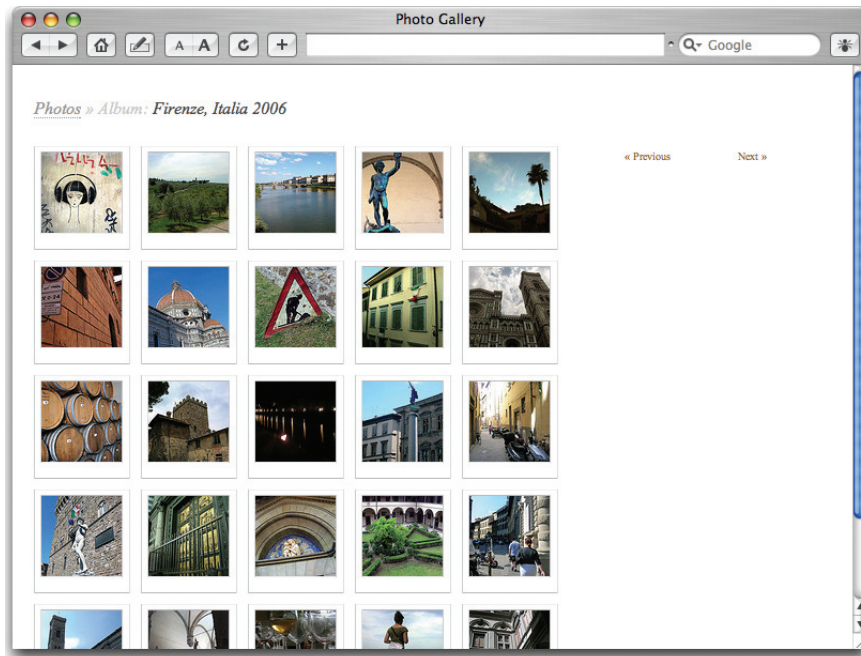 Photo Gallery
A A
Google
Photos » Album: Firenze, Italia 2006
« Previous
Next »